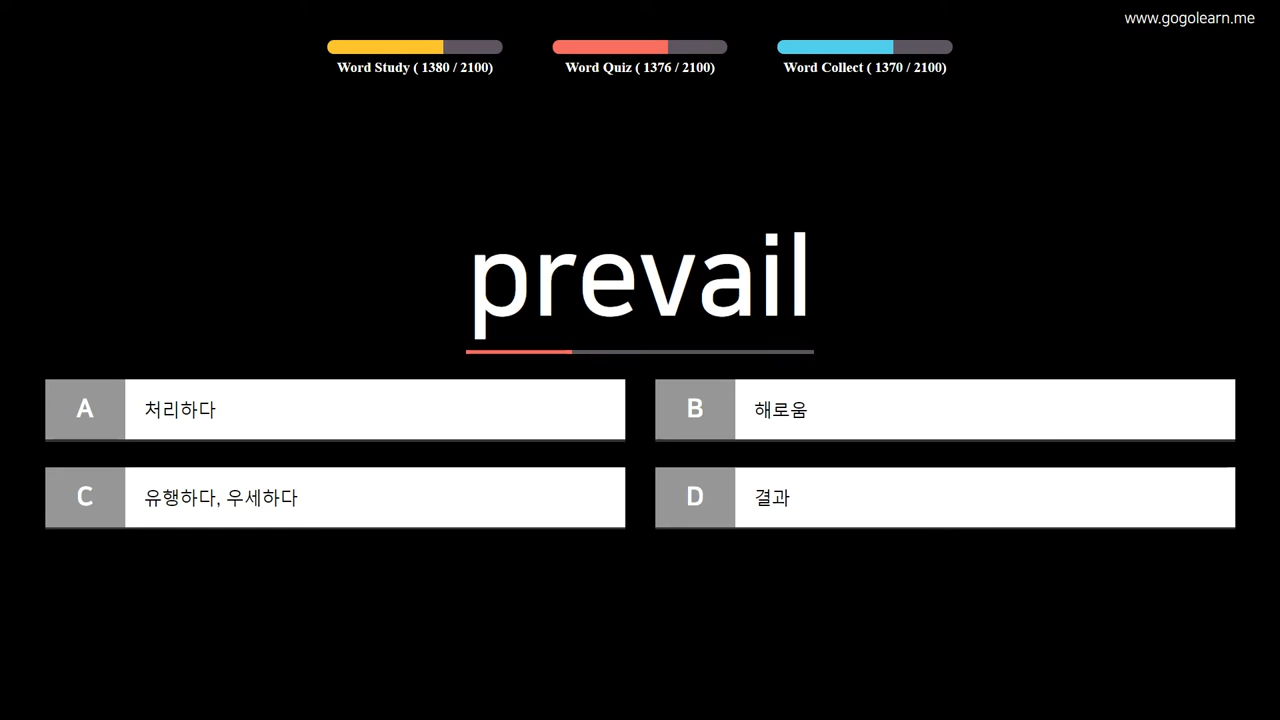 www.gogolearn.me
Word Study ( 1380 / 2100)
Word Quiz ( 1376 / 2100)
Word Collect ( 1370 / 2100)
prevail
A 처리하다
B 해로움
C 유행하다, 우세하다
D 결과